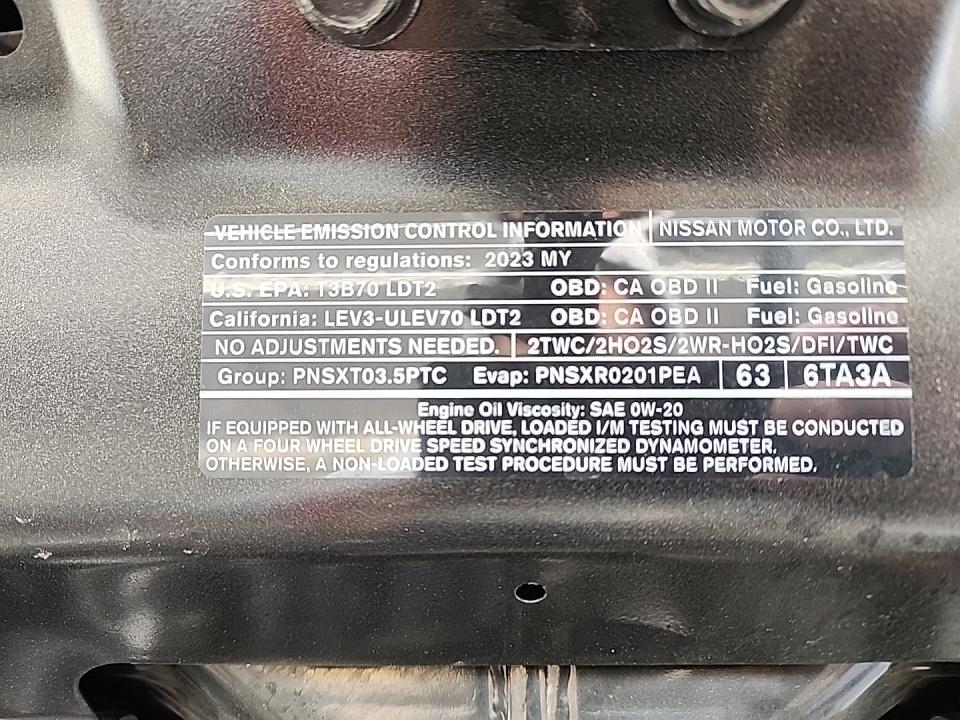 VEHICLE EMISSION CONTROL INFORMATION NISSAN MOTOR CO., LTD.
Conforms to regulations: 2023 MY
U.S. EPA: T3B70 LDT2 OBD: CA OBD II Fuel: Gasoline
California: LEV3-ULEV70 LDT2 OBD: CA OBD II Fuel: Gasoline
NO ADJUSTMENTS NEEDED. 2TWC/2HO2S/2WR-HO2S/DFI/TWC
Group: PNSXT03.5PTC Evap: PNSXR0201PEA 63 6TA3A
Engine Oil Viscosity: SAE 0W-20
IF EQUIPPED WITH ALL-WHEEL DRIVE, LOADED I/M TESTING MUST BE CONDUCTED
ON A FOUR WHEEL DRIVE SPEED SYNCHRONIZED DYNAMOMETER.
OTHERWISE, A NON-LOADED TEST PROCEDURE MUST BE PERFORMED.